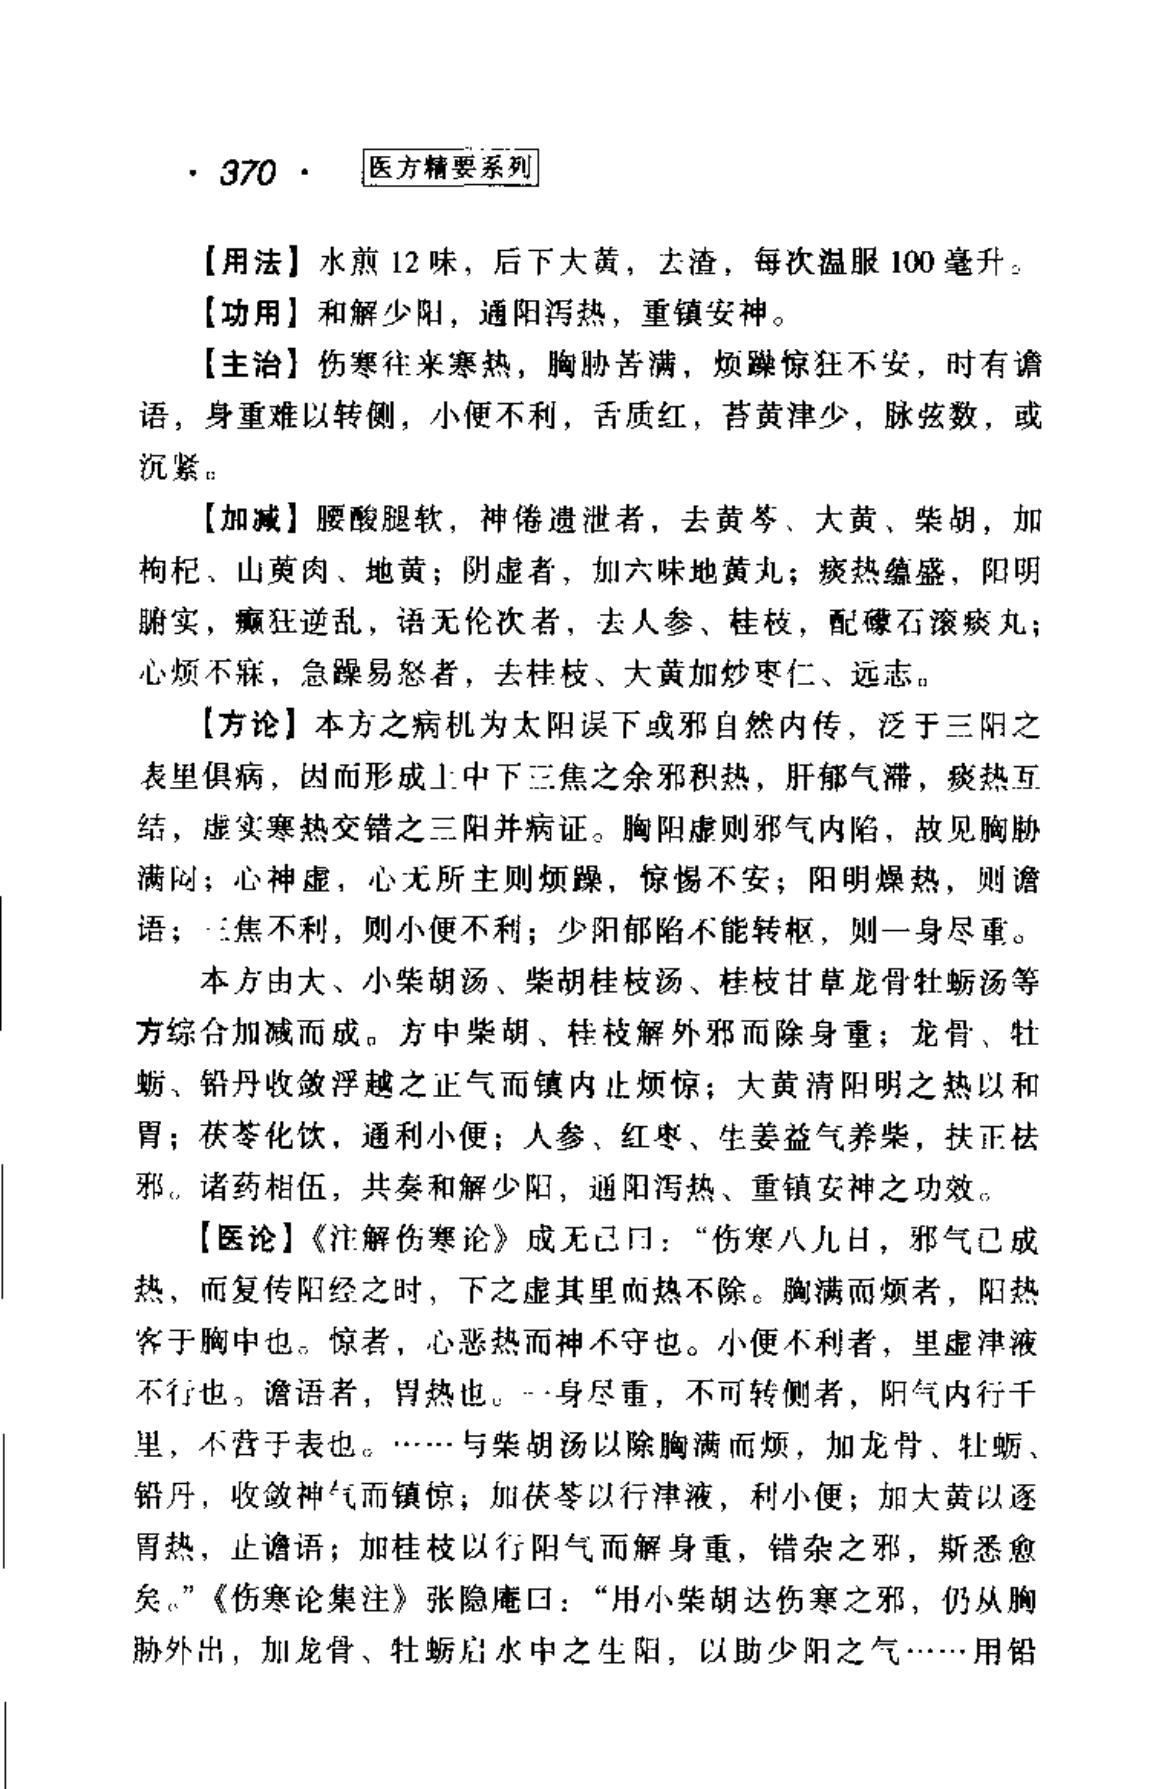 · 370 · 医方精要系列
【用法】水煎 12 味，后下大黄，去渣，每次温服 100 毫升。
【功用】和解少阳，通阳泻热，重镇安神。
【主治】伤寒往来寒热，胸胁苦满，烦躁惊狂不安，时有谵
语，身重难以转侧，小便不利，舌质红，苔黄津少，脉弦数，或
沉紧。
【加减】腰酸腿软，神倦遗泄者，去黄芩、大黄、柴胡，加
枸杞、山萸肉、地黄；阴虚者，加六味地黄丸；痰热蕴盛，阳明
腑实，癫狂逆乱，语无伦次者，去人参、桂枝，配礞石滚痰丸；
心烦不寐，急躁易怒者，去桂枝、大黄加炒枣仁、远志。
【方论】本方之病机为太阳误下或邪自然内传，泛于三阳之
表里俱病，因而形成上中下三焦之余邪积热，肝郁气滞，痰热互
结，虚实寒热交错之三阳并病证。胸阳虚则邪气内陷，故见胸胁
满闷；心神虚，心无所主则烦躁，惊惕不安；阳明燥热，则谵
语；三焦不利，则小便不利；少阳郁陷不能转枢，则一身尽重。
本方由大、小柴胡汤、柴胡桂枝汤、桂枝甘草龙骨牡蛎汤等
方综合加减而成。方中柴胡、桂枝解外邪而除身重；龙骨、牡
蛎、铅丹收敛浮越之正气而镇内止烦惊；大黄清阳明之热以和
胃；茯苓化饮，通利小便；人参、红枣、生姜益气养柴，扶正祛
邪。诸药相伍，共奏和解少阳，通阳泻热、重镇安神之功效。
【医论】《注解伤寒论》成无己曰：“伤寒八九日，邪气已成
热，而复传阳经之时，下之虚其里而热不除。胸满而烦者，阳热
客于胸中也。惊者，心恶热而神不守也。小便不利者，里虚津液
不行也。谵语者，胃热也。一身尽重，不可转侧者，阳气内行千
里，不营于表也。……与柴胡汤以除胸满而烦，加龙骨、牡蛎、
铅丹，收敛神气而镇惊；加茯苓以行津液，利小便；加大黄以逐
胃热，止谵语；加桂枝以行阳气而解身重，错杂之邪，斯悉愈
矣。”《伤寒论集注》张隐庵曰：“用小柴胡达伤寒之邪，仍从胸
胁外出，加龙骨、牡蛎启水中之生阳，以助少阳之气……用铅